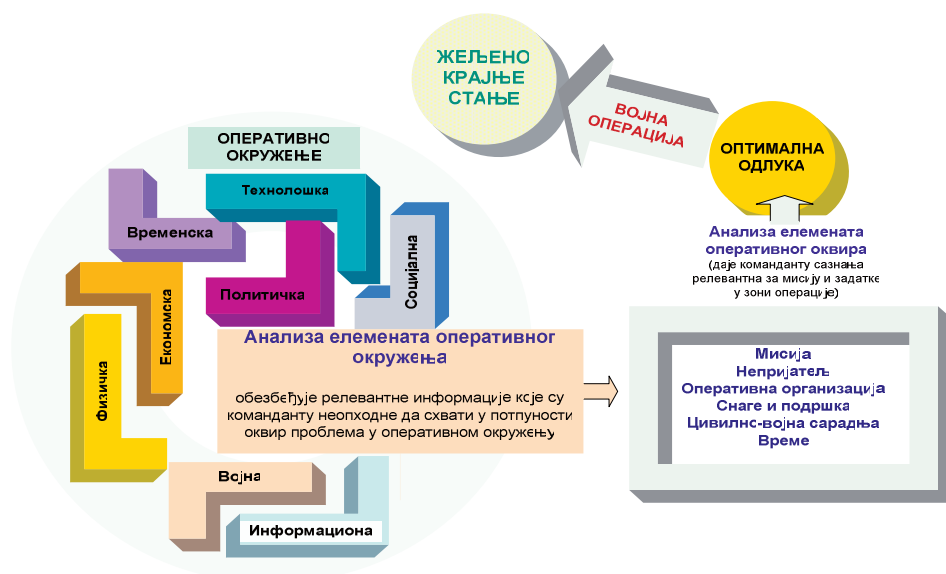 ЖЕЉЕНО
КРАЈЊЕ
СТАЊЕ
ВОЈНА
ОПЕРАЦИЈА
ОПТИМАЛНА
ОДЛУКА
ОПЕРАТИВНО
ОКРУЖЕЊЕ
Технолошка
Временска
Политичка
Социјална
Економска
Физичка
Анализа елемената оперативног
окружења
обезбеђује релевантне информације које су
команданту неопходне да схвати у потпуности
оквир проблема у оперативном окружењу
Војна
Информациона
Анализа елемената
оперативног оквира
(даје команданту сазнања
релевантна за мисију и задатке
у зони операције)
Мисија
Непријатељ
Оперативна организација
Снаге и подршка
Цивилно-војна сарадња
Време